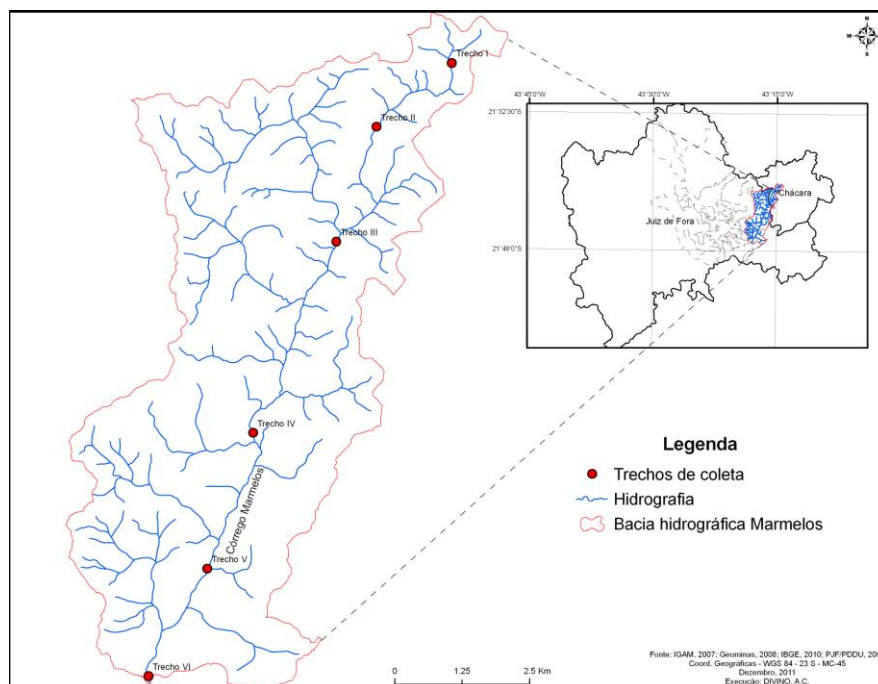 Trecho I
N
W
E
S
43°45'0"W
43°30'0"W
43°15'0"W
21°32'30"S
Trecho II
Chácara
Juiz de Fora
Trecho III
21°48'0"S
Trecho IV
Legenda
Trechos de coleta
Hidrografia
Bacia hidrográfica Marmelos
Córrego Marmelos
Trecho V
Fonte: IGAM, 2007; Geominas, 2008; IBGE, 2010; PJF/PDDU,
Coord. Geográficas - WGS 84 - 23 S - MC-45
Dezembro, 2011
Execução: DIVINO, A.C.
Trecho VI
0 1.25 2.5 Km